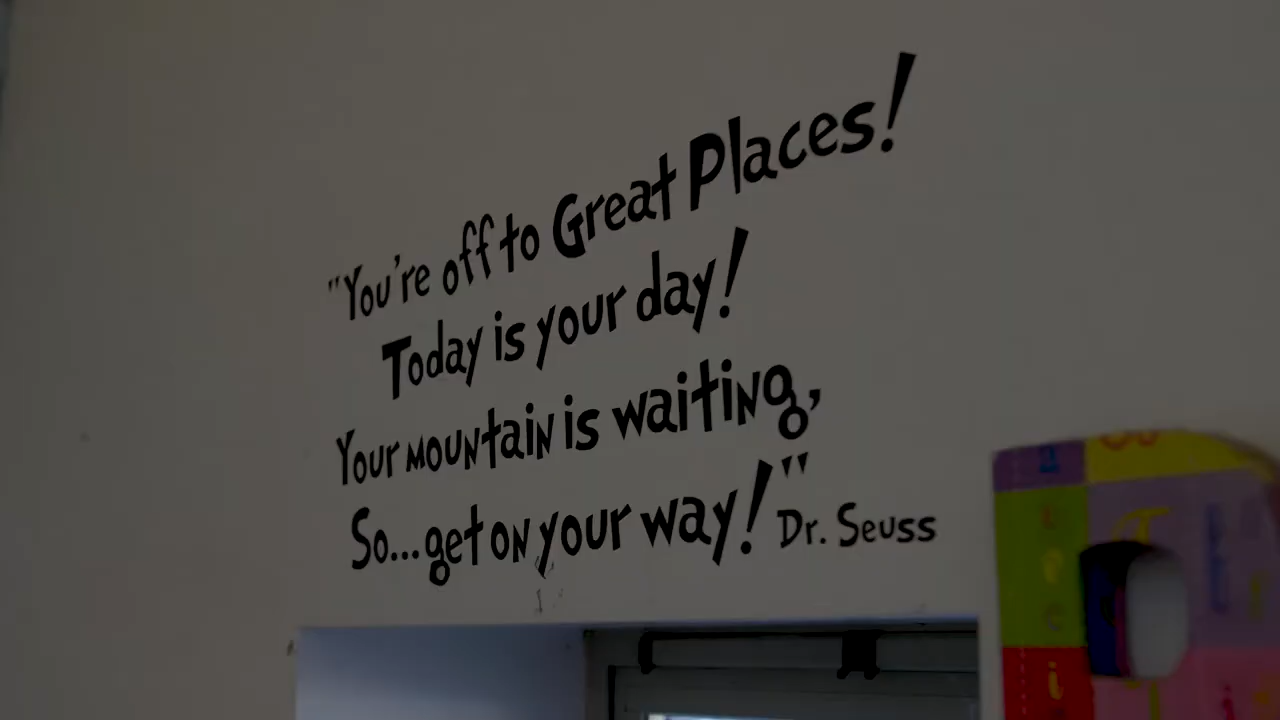 "You're off to Great Places!
Today is your day!
Your mountain is waiting,
So...get on your way!" Dr. Seuss